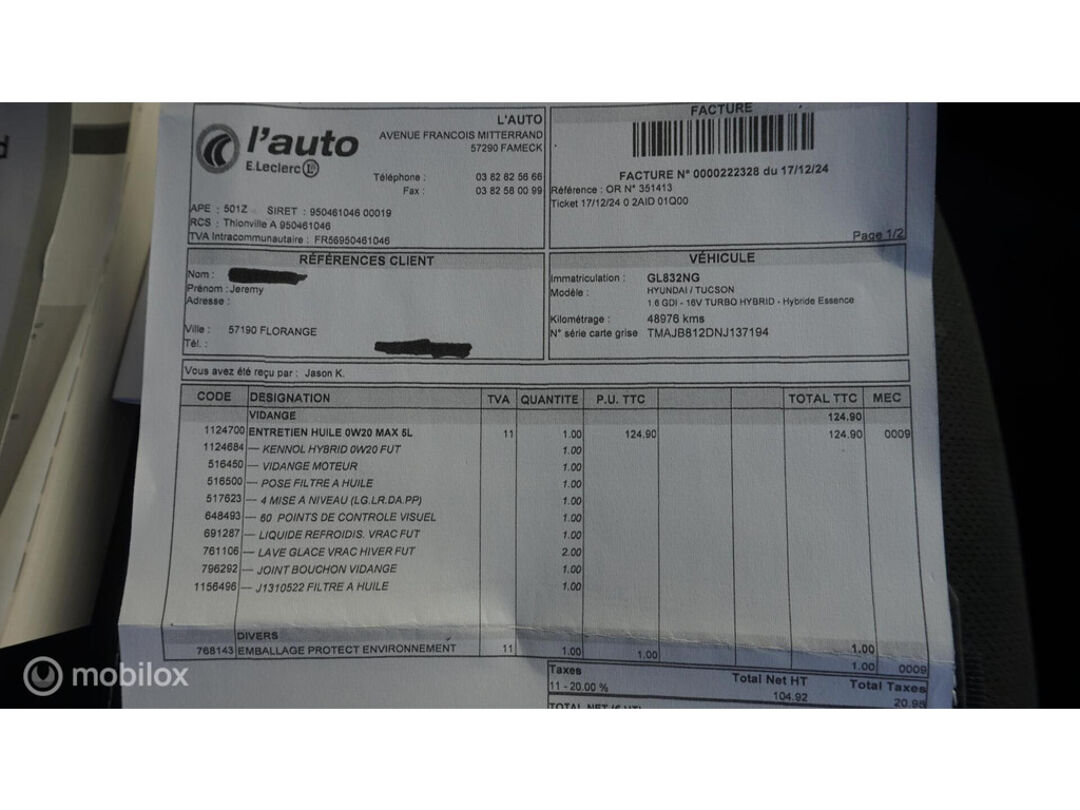 d
l'auto
E.Leclerc L
L'AUTO
AVENUE FRANCOIS MITTERRAND
57290 FAMECK
Téléphone : 03 82 82 56 66
Fax : 03 82 58 00 99
APE : 501Z SIRET : 950461046 00019
RCS : Thionville A 950461046
TVA Intracommunautaire : FR56950461046
FACTURE
FACTURE N° 0000222328 du 17/12/24
Référence : OR N° 351413
Ticket 17/12/24 0 2AID 01Q00
Page 1/2
RÉFÉRENCES CLIENT
Nom :
Prénom : Jeremy
Adresse :
Ville : 57190 FLORANGE
Tél. :
VÉHICULE
Immatriculation : GL832NG
Modèle : HYUNDAI / TUCSON
1.6 GDI - 16V TURBO HYBRID - Hybride Essence
Kilométrage : 48976 kms
N° série carte grise TMAJB812DNJ137194
Vous avez été reçu par : Jason K.
CODE DÉSIGNATION TVA QUANTITE P.U. TTC TOTAL TTC MEC
VIDANGE 124.90
1124700 ENTRETIEN HUILE 0W20 MAX 5L 11 1.00 124.90 124.90 0009
1124684 — KENNOL HYBRID 0W20 FUT 1.00
516450 — VIDANGE MOTEUR 1.00
516500 — POSE FILTRE A HUILE 1.00
517623 — 4 MISE A NIVEAU (LG.LR.DA.PP) 1.00
648493 — 60 POINTS DE CONTROLE VISUEL 1.00
691287 — LIQUIDE REFROIDIS. VRAC FUT 1.00
761106 — LAVE GLACE VRAC HIVER FUT 2.00
796292 — JOINT BOUCHON VIDANGE 1.00
1156496 — J1310522 FILTRE A HUILE 1.00
DIVERS 1.00
768143 EMBALLAGE PROTECT ENVIRONNEMENT 11 1.00 1.00 1.00 0009
Taxes Total Net HT Total Taxes
11 - 20.00 % 104.92 20.98
mobilox